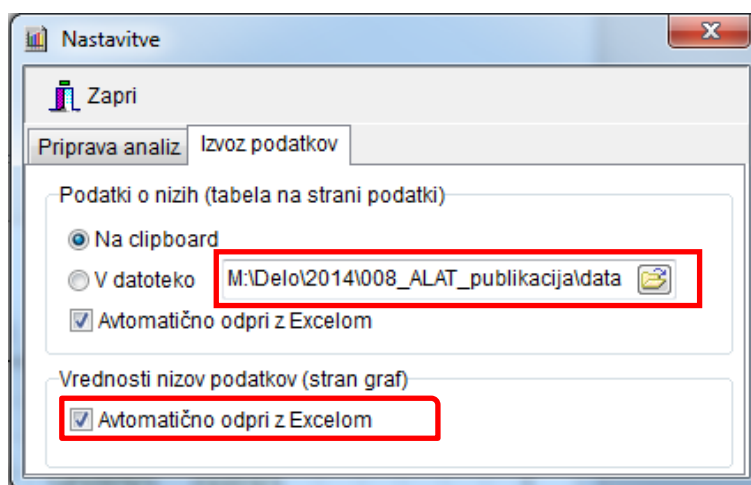 Nastavitve
Zapri
Priprava analiz Izvoz podatkov
Podatki o nizih (tabela na strani podatki)
Na clipboard
V datoteko M:\Delo\2014\008_ALAT_publikacija\data
Avtomatično odpri z Excelom
Vrednosti nizov podatkov (stran graf)
Avtomatično odpri z Excelom